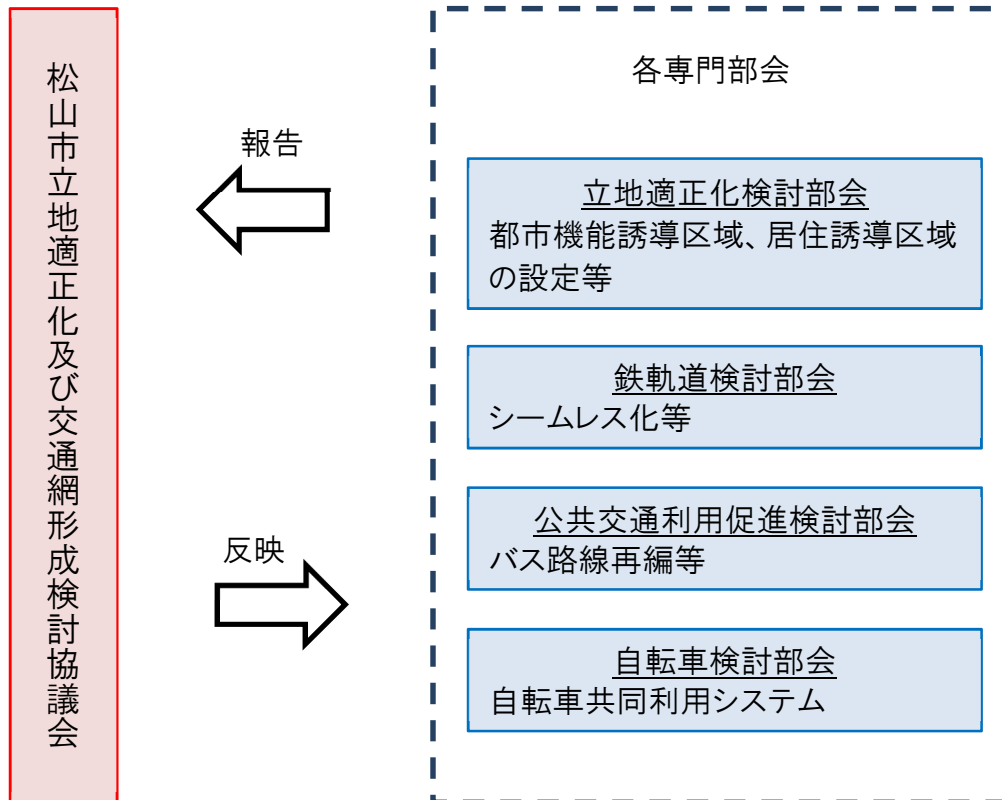 松山市立地適正化及び交通網形成検討協議会
報告
反映
各専門部会
立地適正化検討部会
都市機能誘導区域、居住誘導区域
の設定等
鉄軌道検討部会
シームレス化等
公共交通利用促進検討部会
バス路線再編等
自転車検討部会
自転車共同利用システム